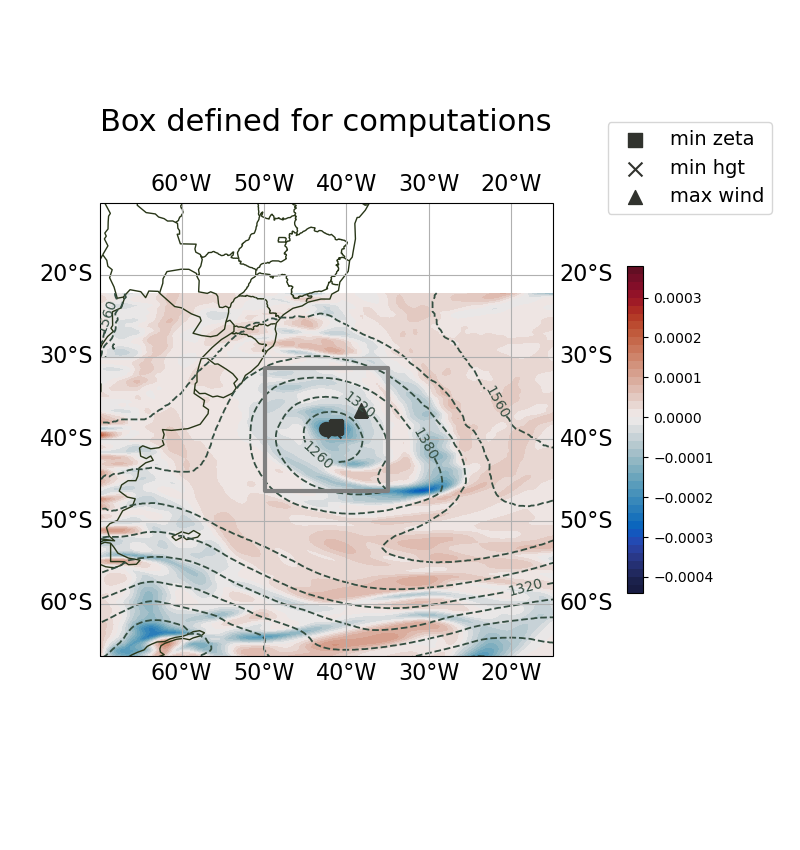 Box defined for computations
min zeta
min hgt
max wind
60°W 50°W 40°W 30°W 20°W
20°S 20°S
30°S 30°S
40°S 40°S
50°S 50°S
60°S 60°S
60°W 50°W 40°W 30°W 20°W
1560
1560
1320
1380
1260
1320
0.0003
0.0002
0.0001
0.0000
−0.0001
−0.0002
−0.0003
−0.0004